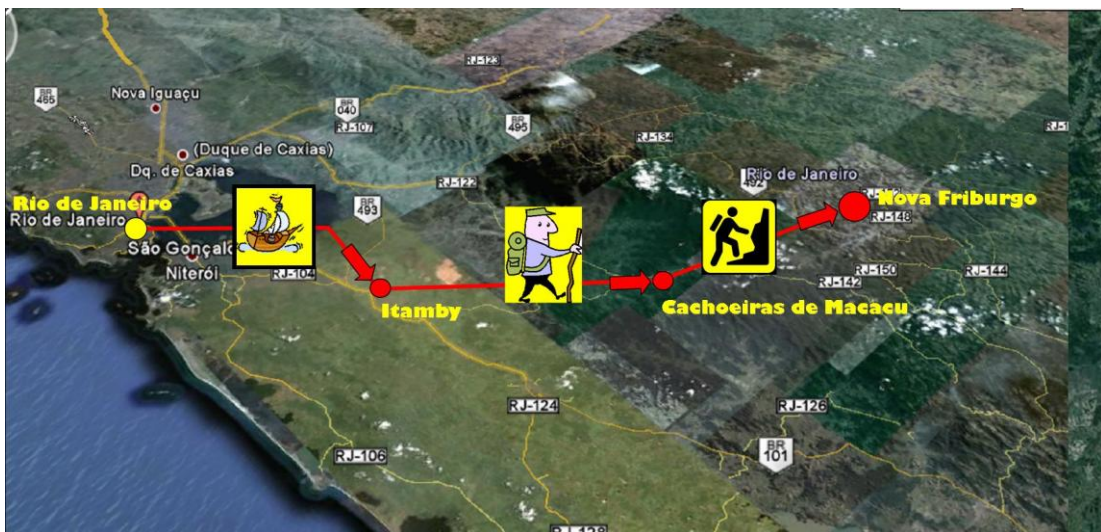 RJ-123
BR
465
Nova Iguaçu
BR
040
RJ-107
BR
495
RJ-134
(Duque de Caxias)
Dq. de Caxias
RJ-122
BR
492
Rio de Janeiro
Rio de Janeiro
Rio de Janeiro
BR
493
Nova Friburgo
RJ-148
São Gonçalo
Niterói
RJ-104
RJ-150
RJ-144
RJ-142
Itamby
Cachoeiras de Macacu
RJ-124
RJ-126
BR
101
RJ-106